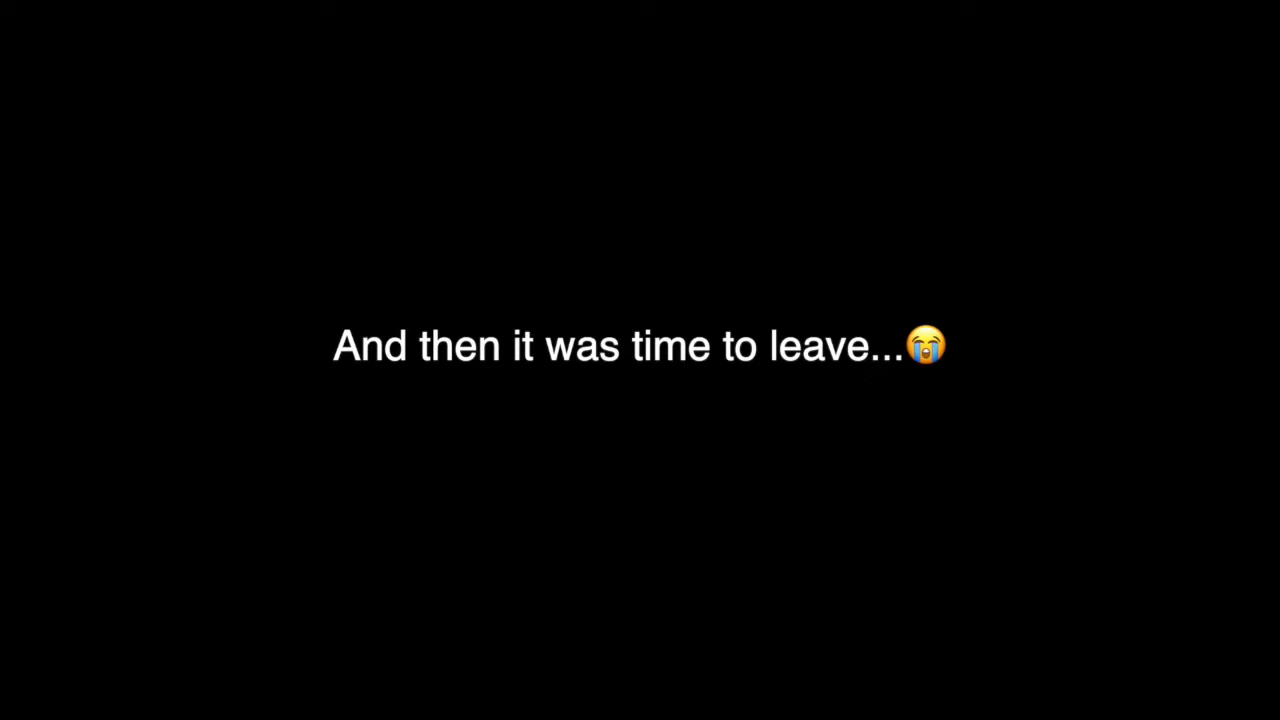 And then it was time to leave...😭